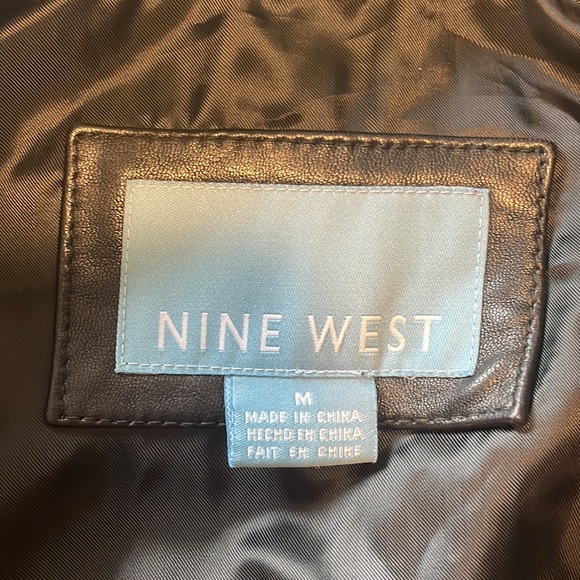 NINE WEST
M
MADE IN CHINA
HECHO EN CHINA
FAIT EN CHINE